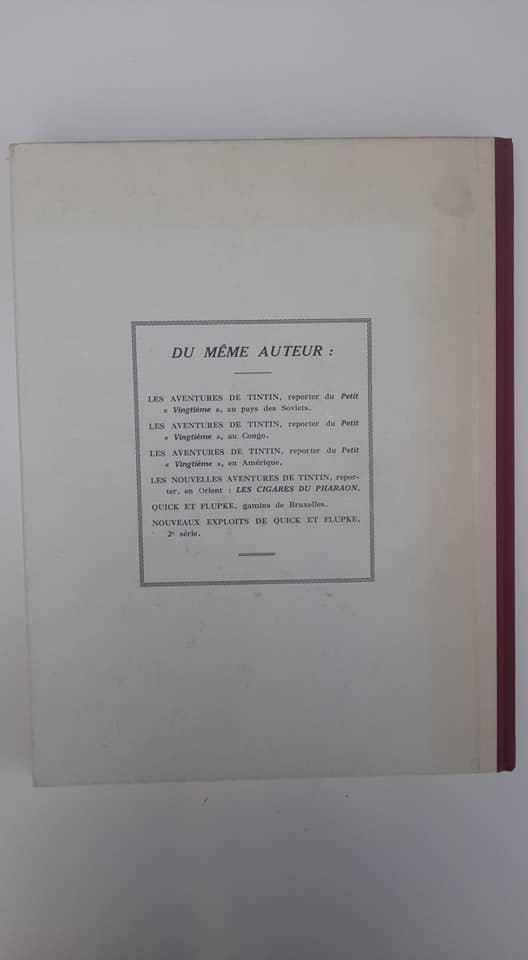 DU MÊME AUTEUR :
LES AVENTURES DE TINTIN, reporter du Petit
« Vingtième », au pays des Soviets.
LES AVENTURES DE TINTIN, reporter du Petit
« Vingtième », au Congo.
LES AVENTURES DE TINTIN, reporter du Petit
« Vingtième », en Amérique.
LES NOUVELLES AVENTURES DE TINTIN, repor-
ter, en Orient : LES CIGARES DU PHARAON.
QUICK ET FLUPKE, gamins de Bruxelles.
NOUVEAUX EXPLOITS DE QUICK ET FLUPKE,
2e série.